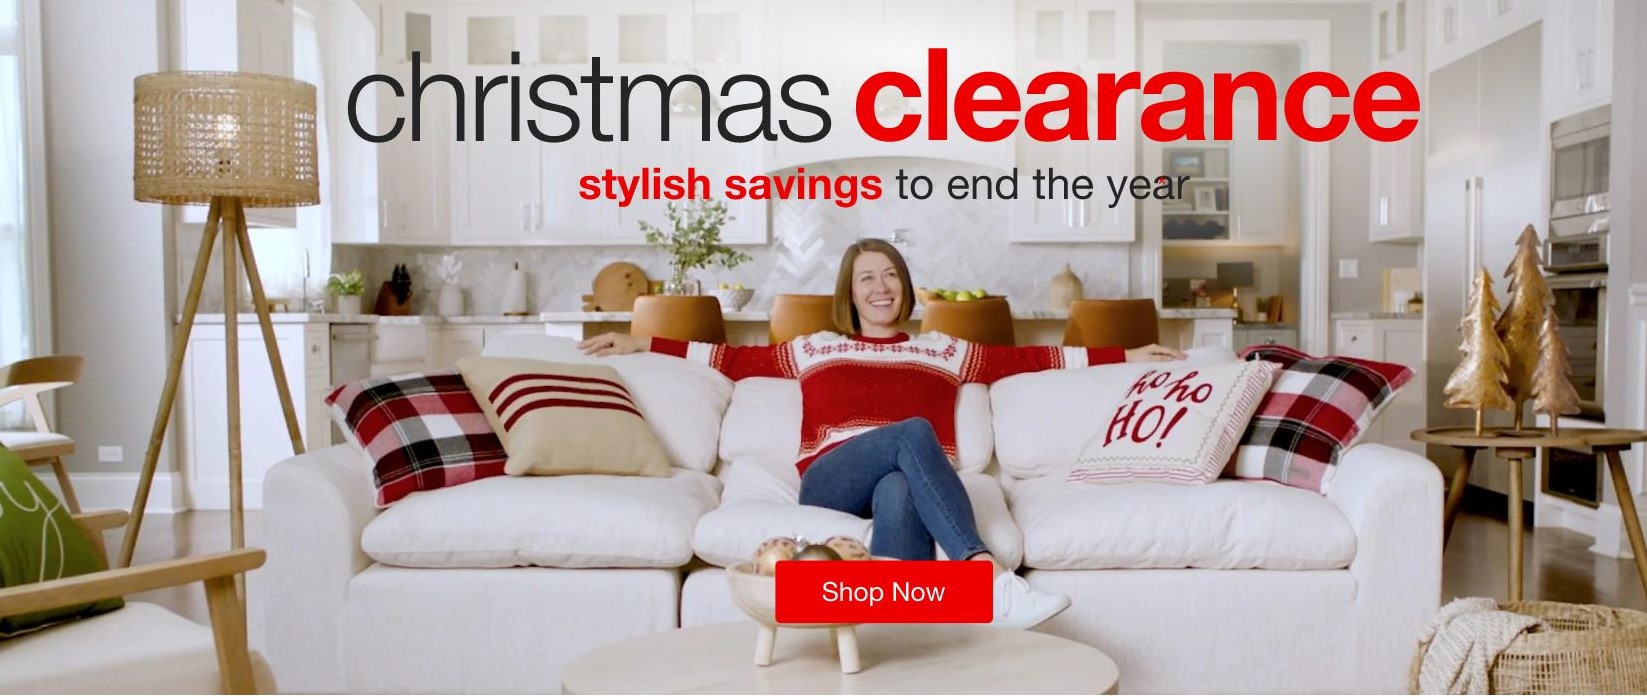 christmas clearance
stylish savings to end the year
ho ho
HO!
Shop Now